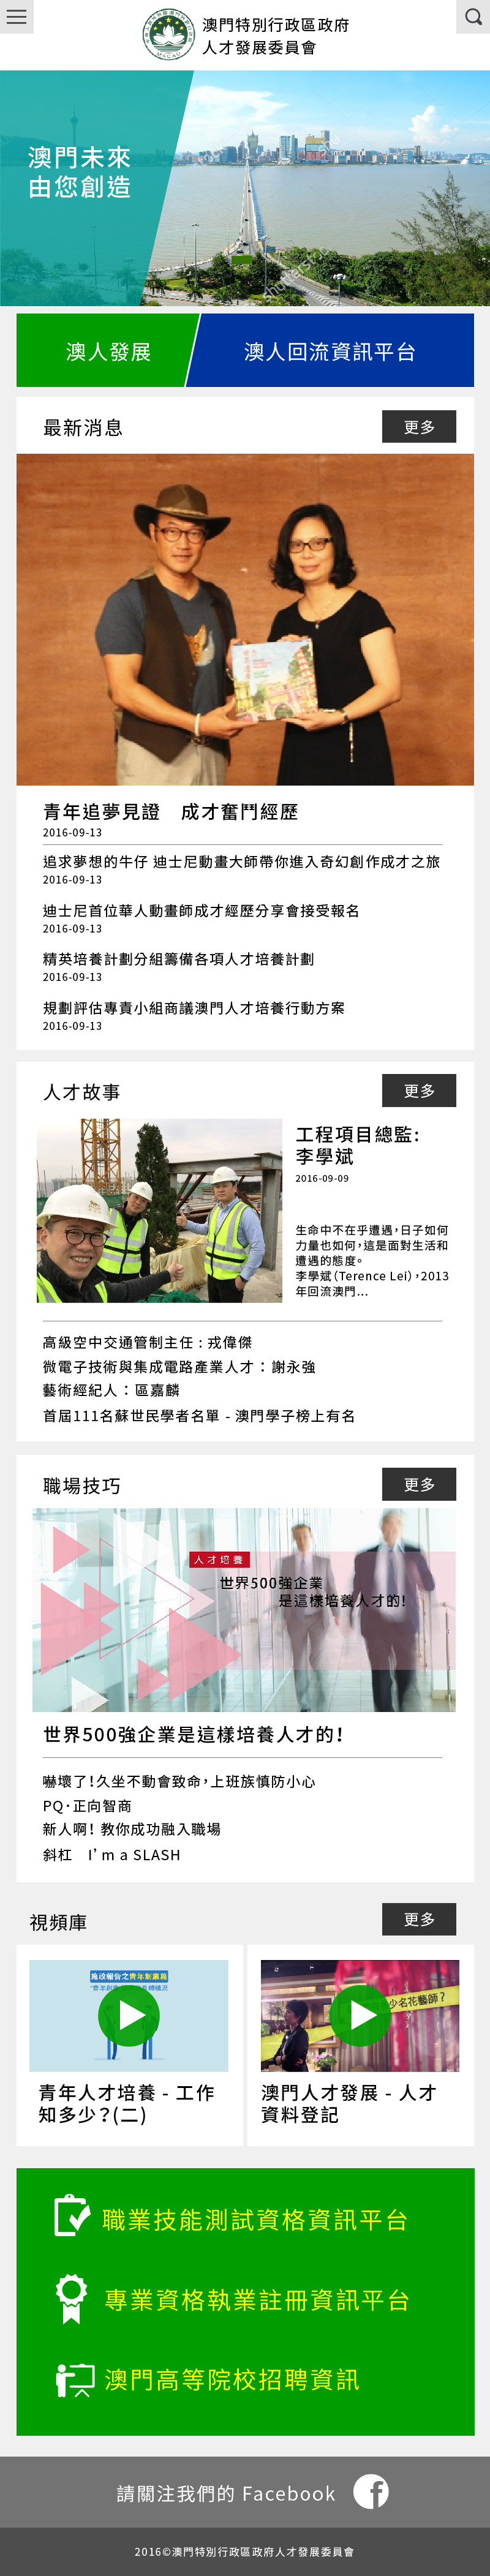 澳門特別行政區政府
人才發展委員會
澳門未來
由您創造
澳人發展
澳人回流資訊平台
最新消息
更多
青年追夢見證　成才奮鬥經歷
2016-09-13
追求夢想的牛仔 迪士尼動畫大師帶你進入奇幻創作成才之旅
2016-09-13
迪士尼首位華人動畫師成才經歷分享會接受報名
2016-09-13
精英培養計劃分組籌備各項人才培養計劃
2016-09-13
規劃評估專責小組商議澳門人才培養行動方案
2016-09-13
人才故事
更多
工程項目總監:
李學斌
2016-09-09
生命中不在乎遭遇，日子如何
力量也如何，這是面對生活和
遭遇的態度。
李學斌（Terence Lei），2013
年回流澳門…
高級空中交通管制主任 : 戎偉傑
微電子技術與集成電路產業人才： 謝永強
藝術經紀人： 區嘉麟
首屆111名蘇世民學者名單 - 澳門學子榜上有名
職場技巧
更多
人才培養
世界500強企業
是這樣培養人才的!
世界500強企業是這樣培養人才的！
嚇壞了！久坐不動會致命，上班族慎防小心
PQ‧正向智商
新人啊！ 教你成功融入職場
斜杠　I’m a SLASH
視頻庫
更多
施政報告之青年創業篇
青年人才培養 - 工作
知多少？(二)
少名花藝師？
澳門人才發展 - 人才
資料登記
職業技能測試資格資訊平台
專業資格執業註冊資訊平台
澳門高等院校招聘資訊
請關注我們的 Facebook
2016©澳門特別行政區政府人才發展委員會